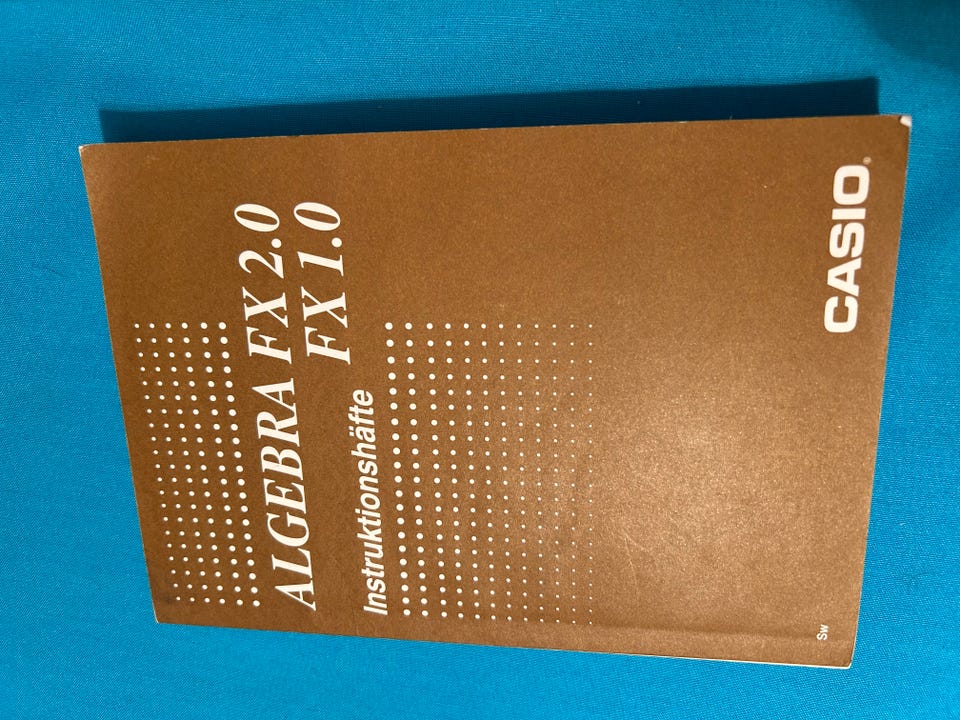 ALGEBRA FX 2.0
FX 1.0
Instruktionshäfte
CASIO®
Sw